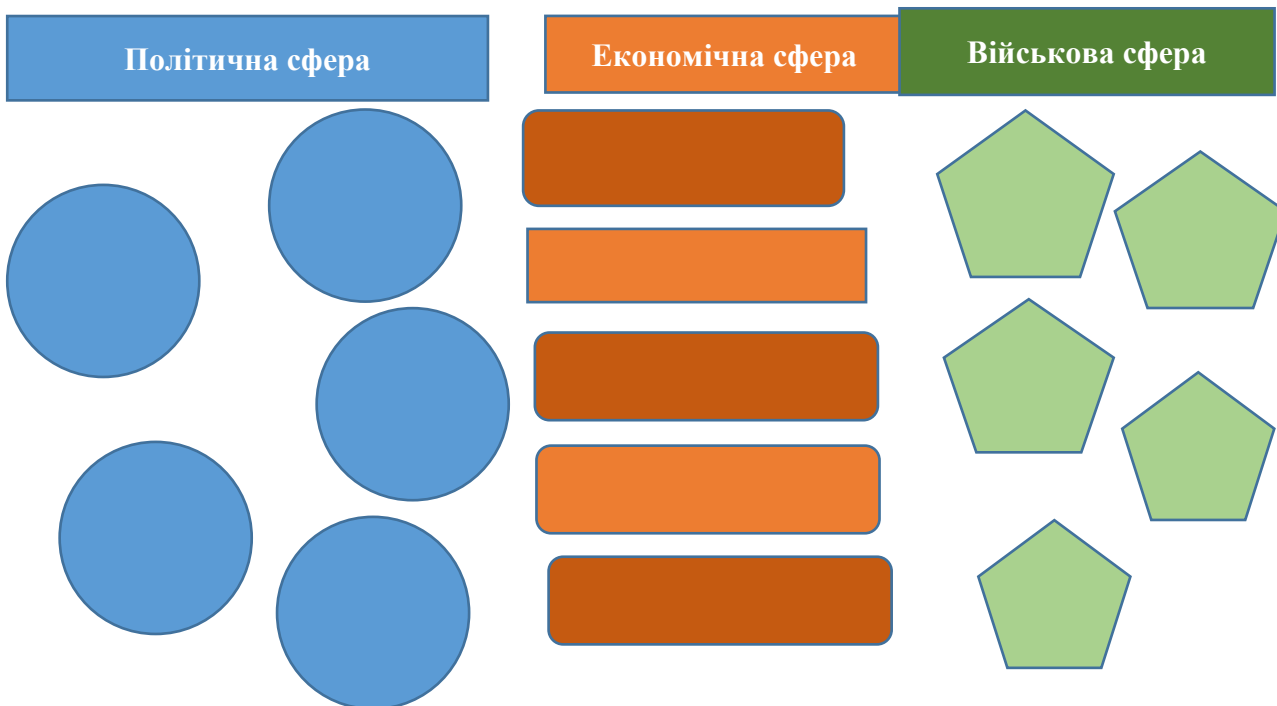 Політична сфера
Економічна сфера
Військова сфера